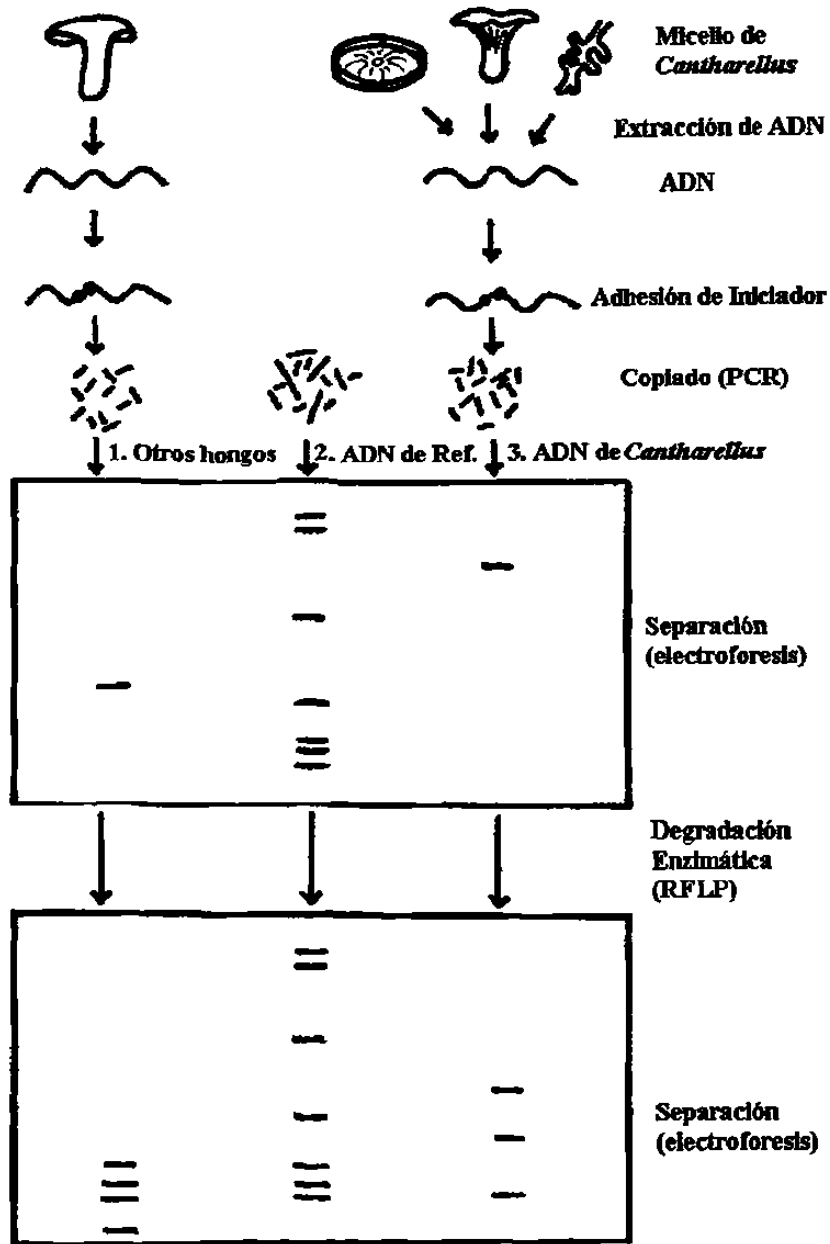 Micelio de
Cantharellus
Extracción de ADN
ADN
Adhesión de Iniciador
Copiado (PCR)
1. Otros hongos
2. ADN de Ref.
3. ADN de Cantharellus
Separación
(electroforesis)
Degradación
Enzimática
(RFLP)
Separación
(electroforesis)